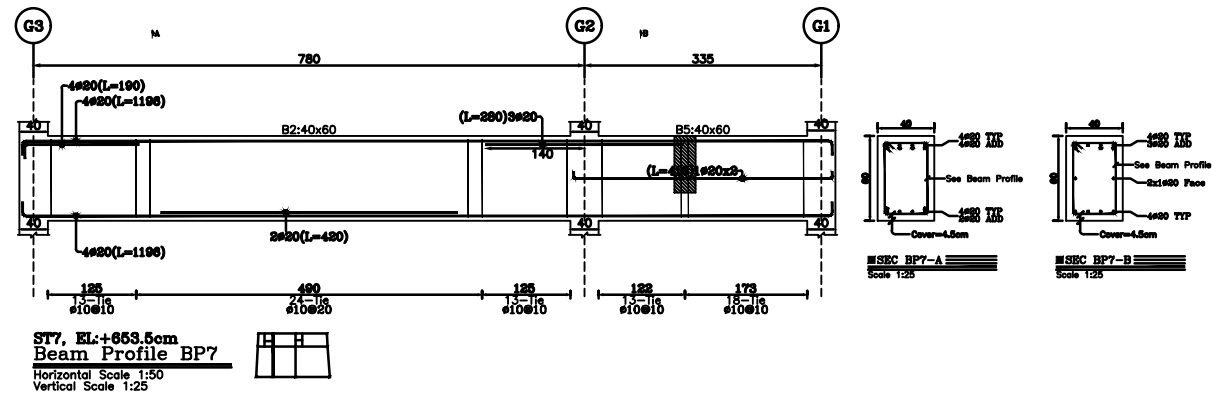 G3
G2
G1
A
B
780
335
4ø20(L=190)
4ø20(L=1196)
(L=280)3ø20
40
B2:40x60
40
B5:40x60
40
140
1ø20x2
40
40
40
2ø20(L=420)
4ø20(L=1196)
125
490
125
122
173
13-Tie
24-Tie
13-Tie
13-Tie
18-Tie
ø10@10
ø10@20
ø10@10
ø10@10
ø10@10
ST7, EL:+653.5cm
Beam Profile BP7
Horizontal Scale 1:50
Vertical Scale 1:25
40
60
4ø20 TYP
4ø20 ADD
See Beam Profile
4ø20 TYP
2ø20 ADD
Cover=4.5cm
SEC BP7-A
Scale 1:25
40
60
4ø20 TYP
3ø20 ADD
See Beam Profile
2x1ø20 Face
4ø20 TYP
Cover=4.5cm
SEC BP7-B
Scale 1:25